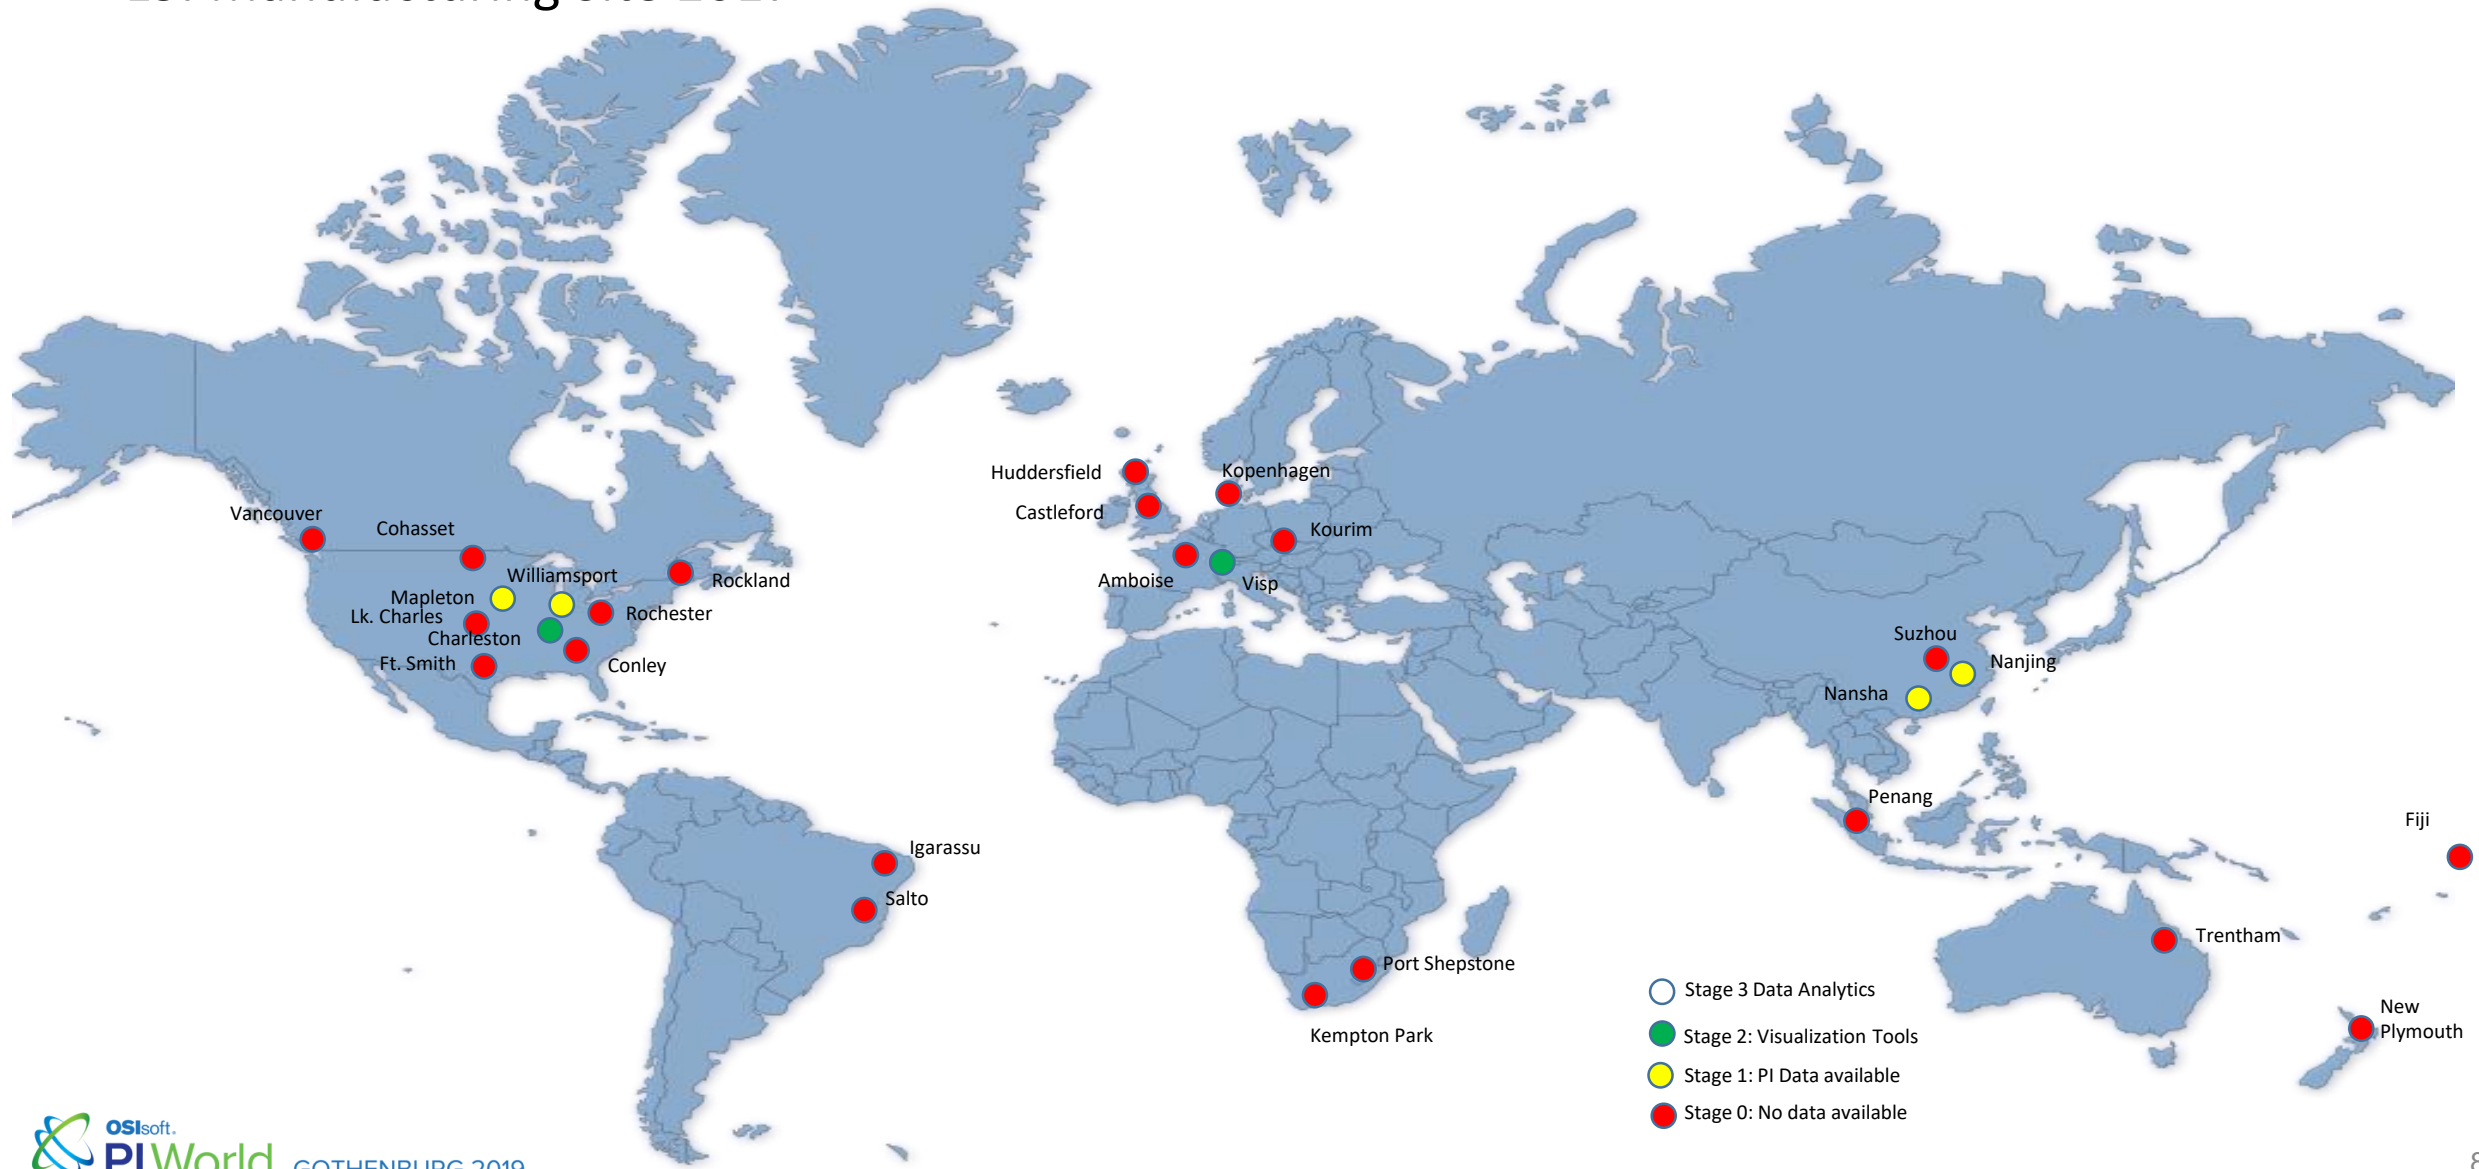 Huddersfield
Kopenhagen
Castleford
Vancouver
Cohasset
Kourim
Williamsport
Rockland
Amboise
Visp
Mapleton
Lk. Charles
Rochester
Charleston
Ft. Smith
Conley
Suzhou
Nanjing
Nansha
Penang
Fiji
Igarassu
Salto
Trentham
Port Shepstone
Kempton Park
New
Plymouth
Stage 3 Data Analytics
Stage 2: Visualization Tools
Stage 1: PI Data available
Stage 0: No data available
OSIsoft.
PIWorld GOTHENBURG 2019
8